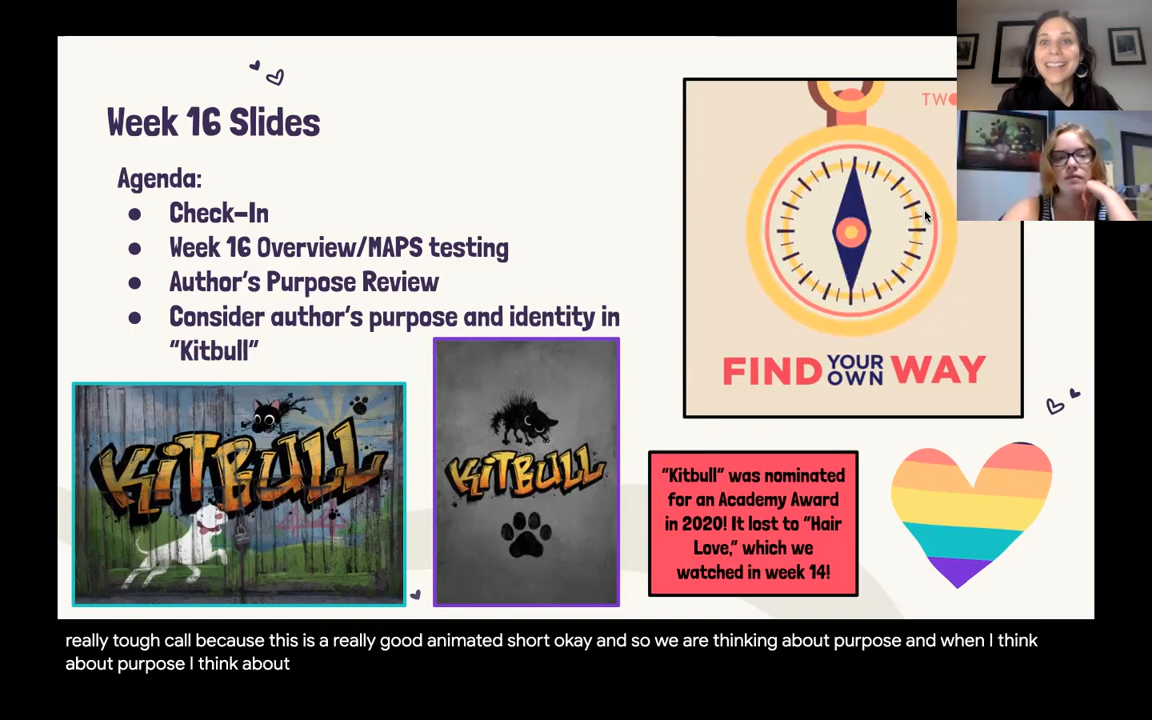 Week 16 Slides
Agenda:
● Check-In
● Week 16 Overview/MAPS testing
● Author's Purpose Review
● Consider author's purpose and identity in
"Kitbull"
KITBULL
KITBULL
FIND YOUR OWN WAY
"Kitbull" was nominated
for an Academy Award
in 2020! It lost to "Hair
Love," which we
watched in week 14!
really tough call because this is a really good animated short okay and so we are thinking about purpose and when I think
about purpose I think about